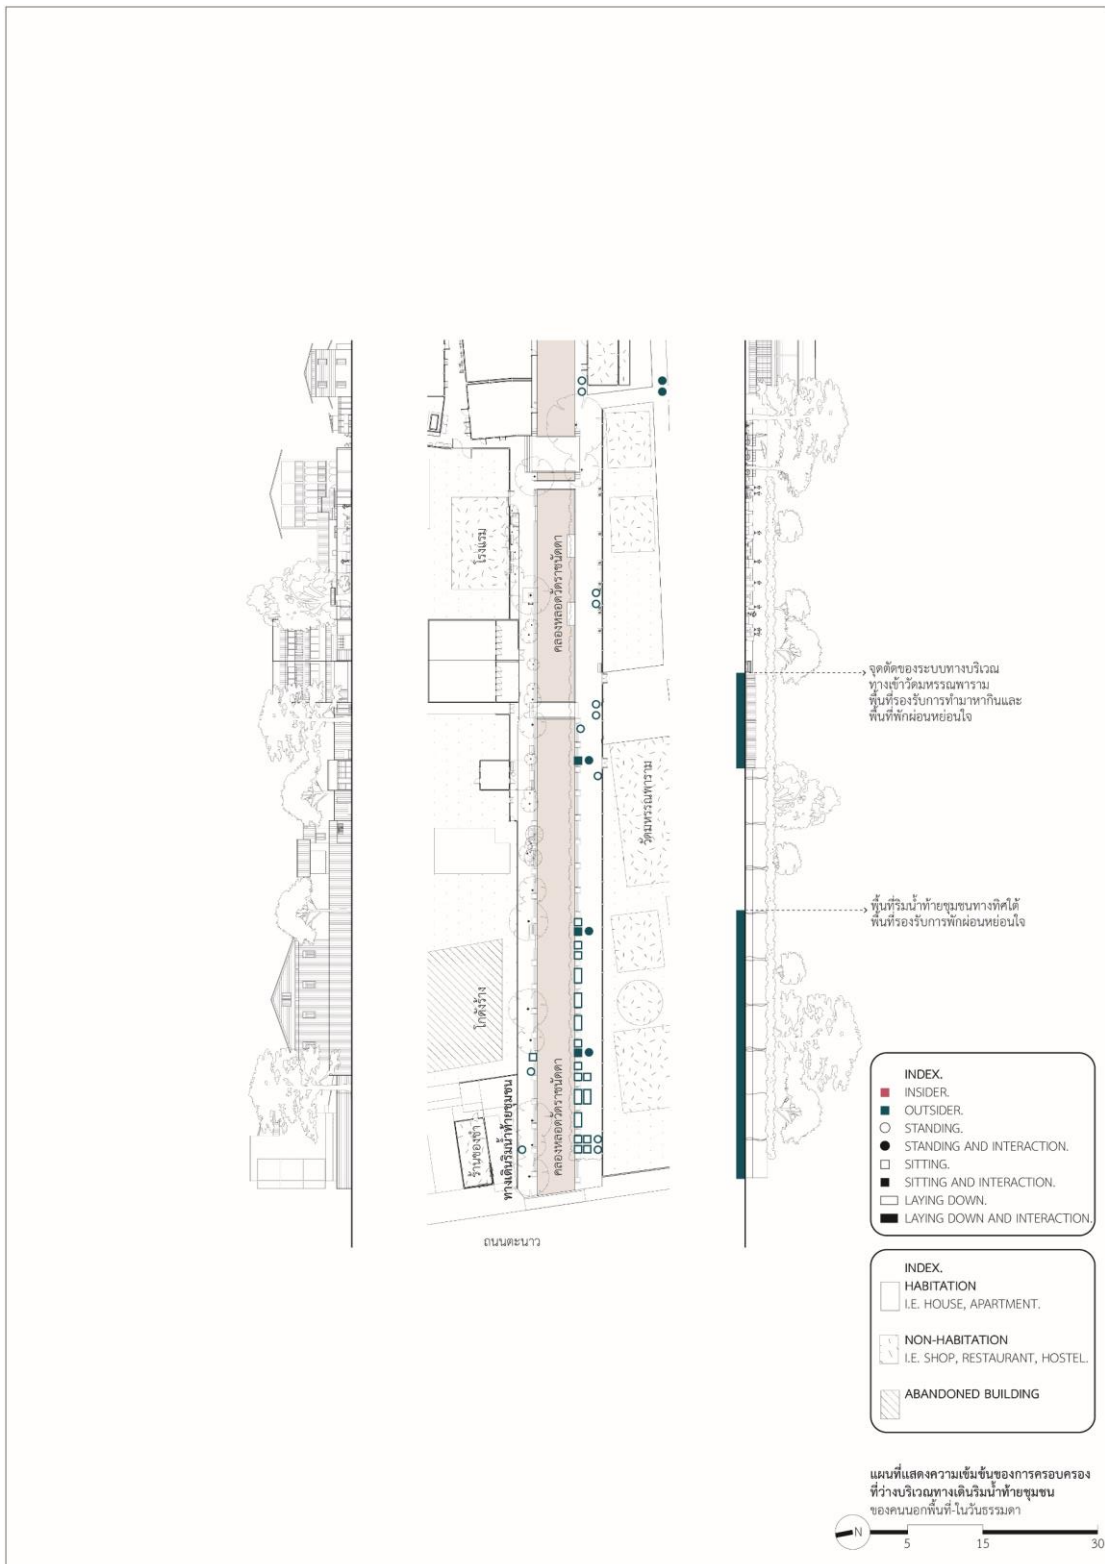 โรงแรม
คลองหลอดวัดราชนัดดา
จุดตัดของระบบทางบริเวณ
ทางเข้าวัดมหรรณพาราม
พื้นที่รองรับการทำมาหากินและ
พื้นที่พักผ่อนหย่อนใจ
วัดมหรรณพาราม
พื้นที่ริมน้ำท้ายชุมชนทางทิศใต้
พื้นที่รองรับการพักผ่อนหย่อนใจ
โกดังร้าง
คลองหลอดวัดราชนัดดา
ทางเดินริมน้ำท้ายชุมชน
ร้านของชำ
ถนนตะนาว
INDEX.
INSIDER.
OUTSIDER.
STANDING.
STANDING AND INTERACTION.
SITTING.
SITTING AND INTERACTION.
LAYING DOWN.
LAYING DOWN AND INTERACTION.
INDEX.
HABITATION
I.E. HOUSE, APARTMENT.
NON-HABITATION
I.E. SHOP, RESTAURANT, HOSTEL.
ABANDONED BUILDING
แผนที่แสดงความเข้มข้นของการครอบครอง
ที่ว่างบริเวณทางเดินริมน้ำท้ายชุมชน
ของคนนอกพื้นที่-ในวันธรรมดา
N
5 15 30